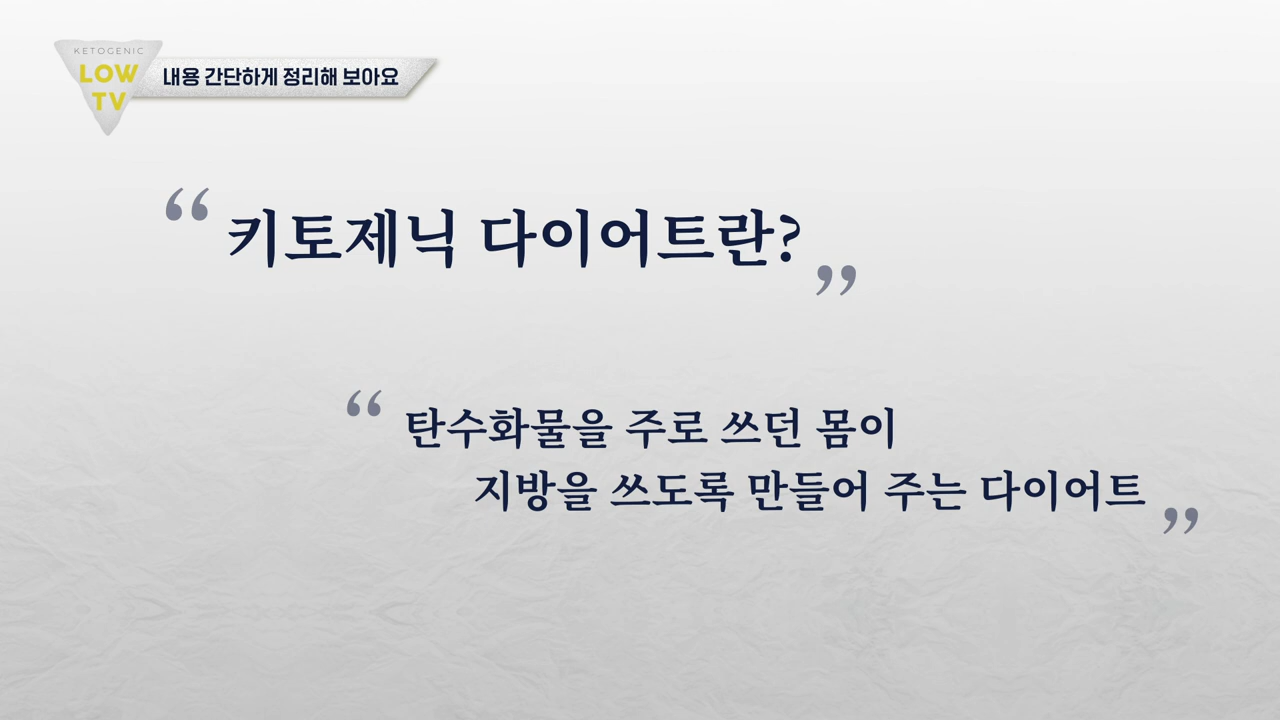 KETOGENIC
LOW
TV
내용 간단하게 정리해 보아요
“ 키토제닉 다이어트란? ”
“ 탄수화물을 주로 쓰던 몸이
지방을 쓰도록 만들어 주는 다이어트 ”